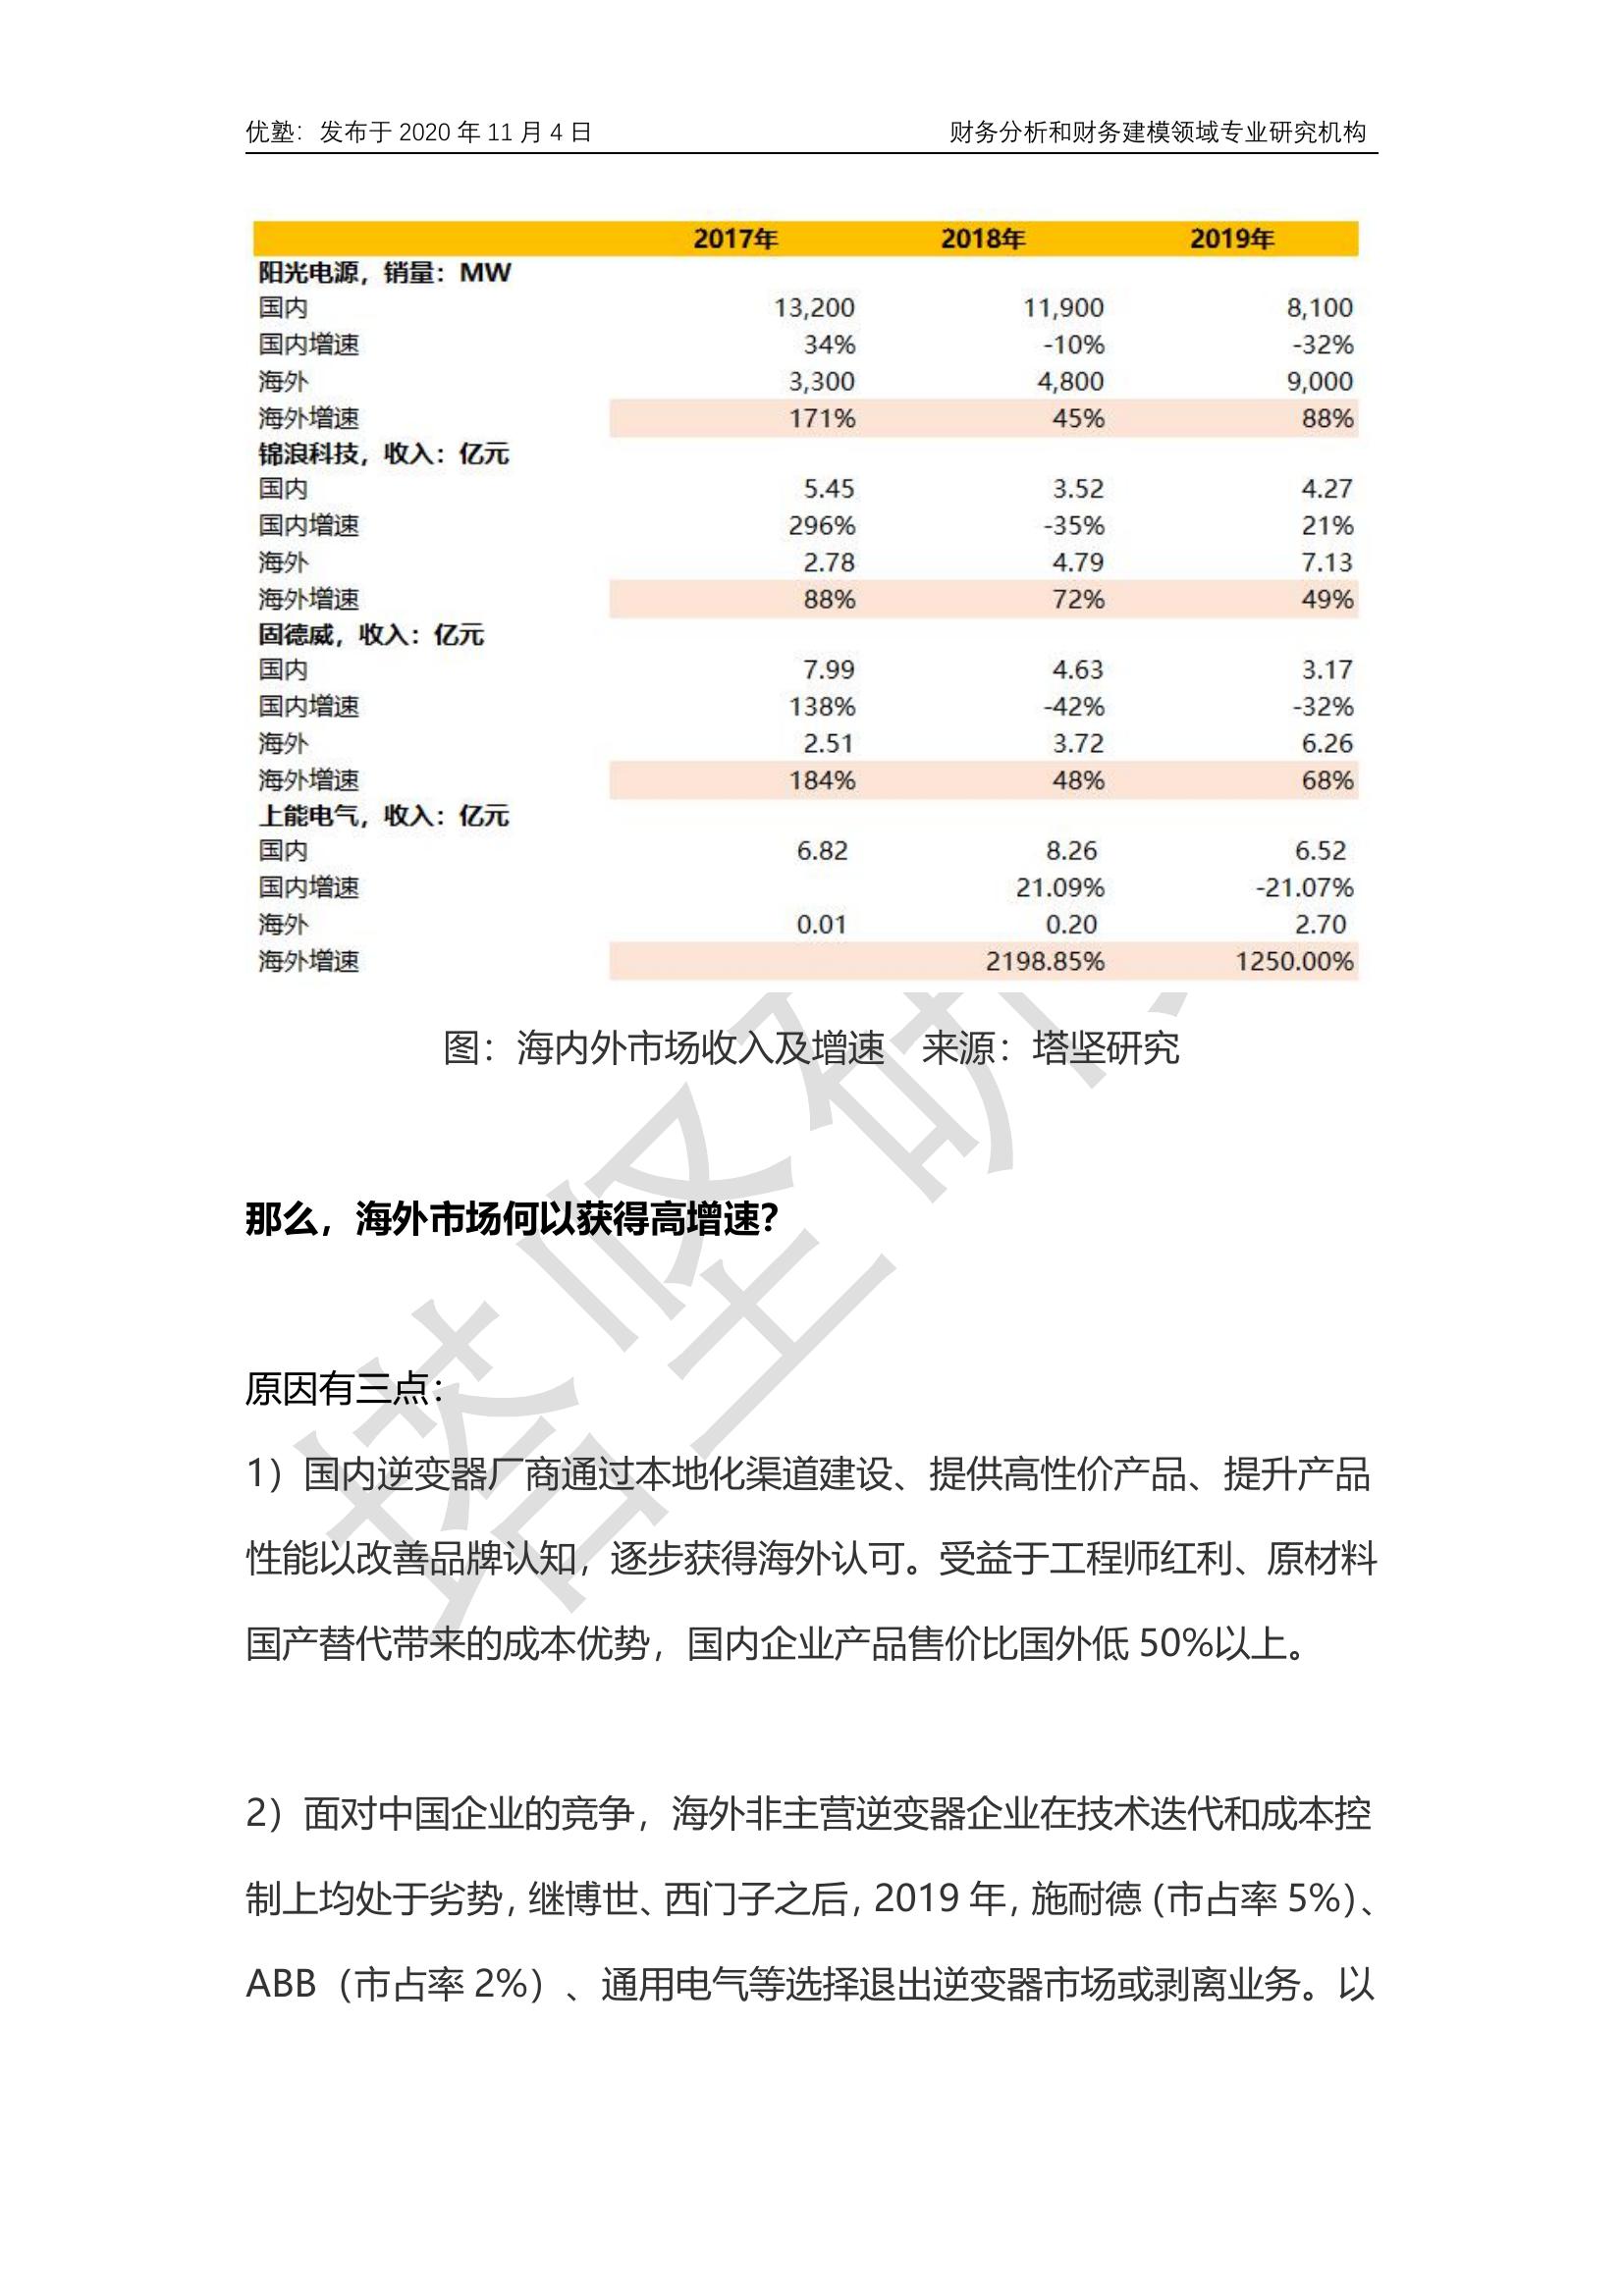 优塾：发布于 2020 年 11 月 4 日 财务分析和财务建模领域专业研究机构
2017年 2018年 2019年
阳光电源，销量：MW
国内 13,200 11,900 8,100
国内增速 34% -10% -32%
海外 3,300 4,800 9,000
海外增速 171% 45% 88%
锦浪科技，收入：亿元
国内 5.45 3.52 4.27
国内增速 296% -35% 21%
海外 2.78 4.79 7.13
海外增速 88% 72% 49%
固德威，收入：亿元
国内 7.99 4.63 3.17
国内增速 138% -42% -32%
海外 2.51 3.72 6.26
海外增速 184% 48% 68%
上能电气，收入：亿元
国内 6.82 8.26 6.52
国内增速 21.09% -21.07%
海外 0.01 0.20 2.70
海外增速 2198.85% 1250.00%
图：海内外市场收入及增速 来源：塔坚研究
那么，海外市场何以获得高增速？
原因有三点：
1）国内逆变器厂商通过本地化渠道建设、提供高性价产品、提升产品
性能以改善品牌认知，逐步获得海外认可。受益于工程师红利、原材料
国产替代带来的成本优势，国内企业产品售价比国外低 50%以上。
2）面对中国企业的竞争，海外非主营逆变器企业在技术迭代和成本控
制上均处于劣势，继博世、西门子之后，2019 年，施耐德（市占率 5%）、
ABB（市占率 2%）、通用电气等选择退出逆变器市场或剥离业务。以
塔坚研